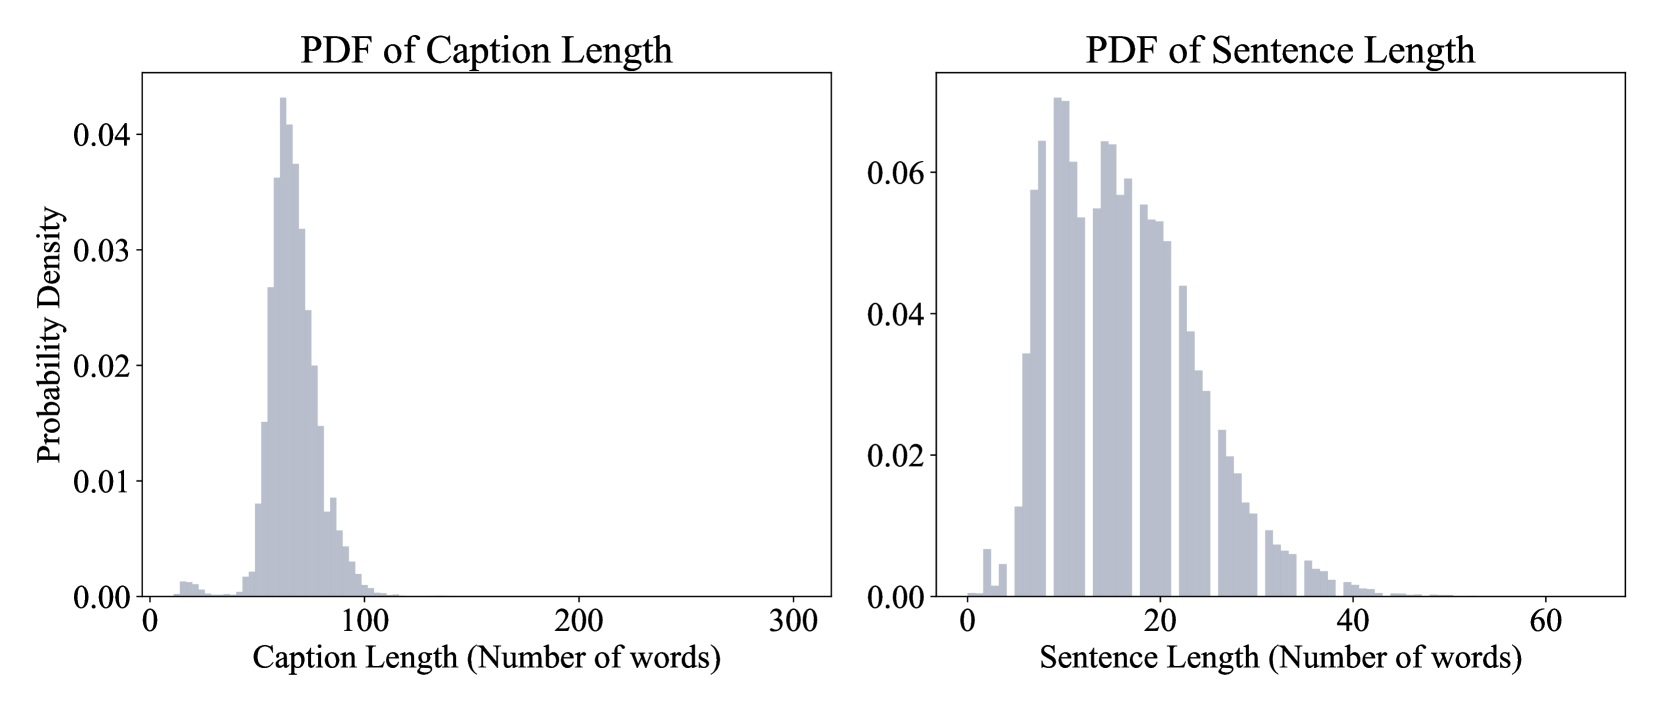 PDF of Caption Length
0.04
0.03
0.02
0.01
0.00
Probability Density
0 100 200 300
Caption Length (Number of words)
PDF of Sentence Length
0.06
0.04
0.02
0.00
0 20 40 60
Sentence Length (Number of words)